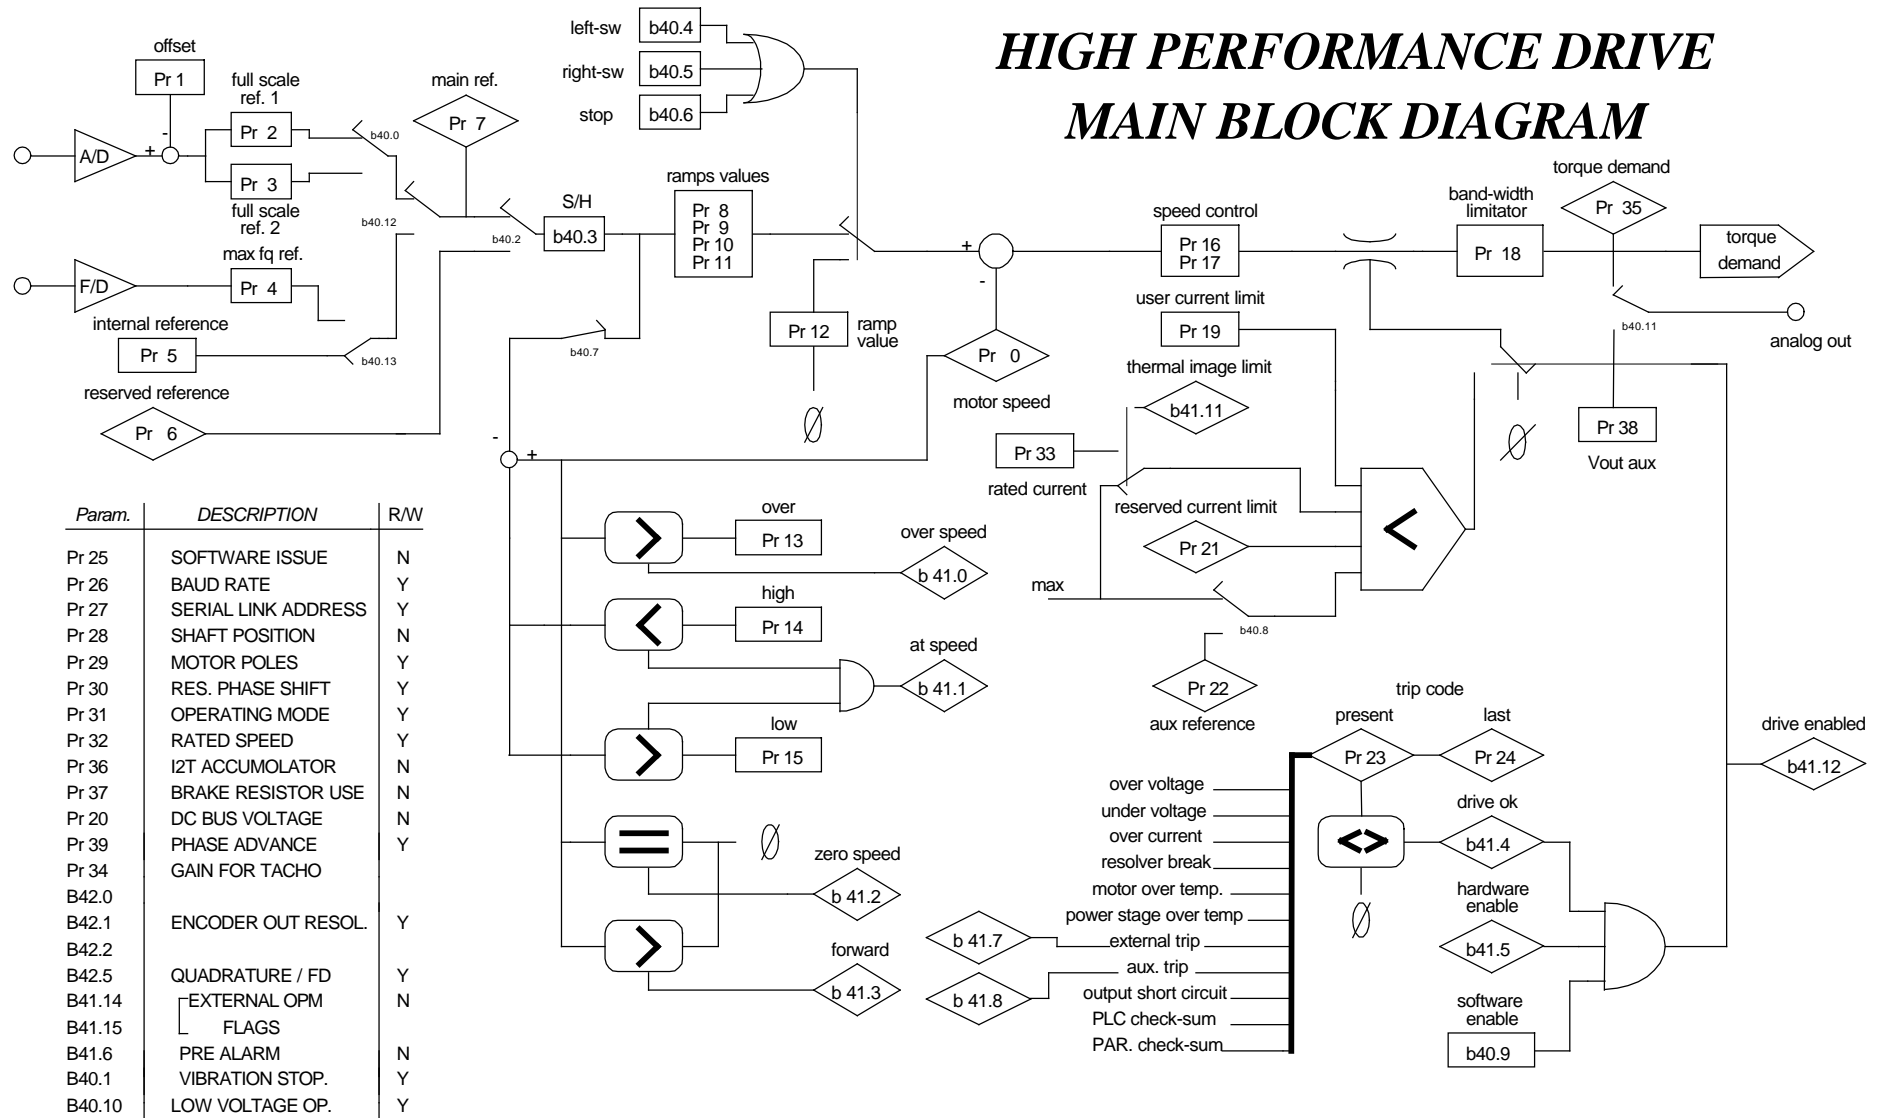 HIGH PERFORMANCE DRIVE
MAIN BLOCK DIAGRAM
offset
Pr 1
full scale
ref. 1
Pr 2
A/D
+
-
Pr 3
full scale
ref. 2
b40.0
b40.12
max fq ref.
F/D
Pr 4
internal reference
Pr 5
b40.13
reserved reference
Pr 6
main ref.
Pr 7
b40.2
S/H
b40.3
b40.7
left-sw
b40.4
right-sw
b40.5
stop
b40.6
ramps values
Pr 8
Pr 9
Pr 10
Pr 11
Pr 12
ramp
value
0
+
-
Pr 0
motor speed
speed control
Pr 16
Pr 17
user current limit
Pr 19
thermal image limit
b41.11
Pr 33
rated current
reserved current limit
Pr 21
max
b40.8
Pr 22
aux reference
<
band-width
limitator
Pr 18
torque demand
Pr 35
torque
demand
b40.11
analog out
Pr 38
Vout aux
0
-
+
over
> Pr 13
over speed
b 41.0
high
< Pr 14
at speed
b 41.1
low
> Pr 15
= 0
zero speed
b 41.2
>
forward
b 41.3
trip code
present
Pr 23
last
Pr 24
over voltage
under voltage
over current
resolver break
motor over temp.
power stage over temp
b 41.7
external trip
b 41.8
aux. trip
output short circuit
PLC check-sum
PAR. check-sum
<>
0
drive ok
b41.4
hardware
enable
b41.5
software
enable
b40.9
drive enabled
b41.12
Param. DESCRIPTION R/W
Pr 25 SOFTWARE ISSUE N
Pr 26 BAUD RATE Y
Pr 27 SERIAL LINK ADDRESS Y
Pr 28 SHAFT POSITION N
Pr 29 MOTOR POLES Y
Pr 30 RES. PHASE SHIFT Y
Pr 31 OPERATING MODE Y
Pr 32 RATED SPEED Y
Pr 36 I2T ACCUMOLATOR N
Pr 37 BRAKE RESISTOR USE N
Pr 20 DC BUS VOLTAGE N
Pr 39 PHASE ADVANCE Y
Pr 34 GAIN FOR TACHO
B42.0
B42.1 ENCODER OUT RESOL. Y
B42.2
B42.5 QUADRATURE / FD Y
B41.14 EXTERNAL OPM N
B41.15 FLAGS
B41.6 PRE ALARM N
B40.1 VIBRATION STOP. Y
B40.10 LOW VOLTAGE OP. Y